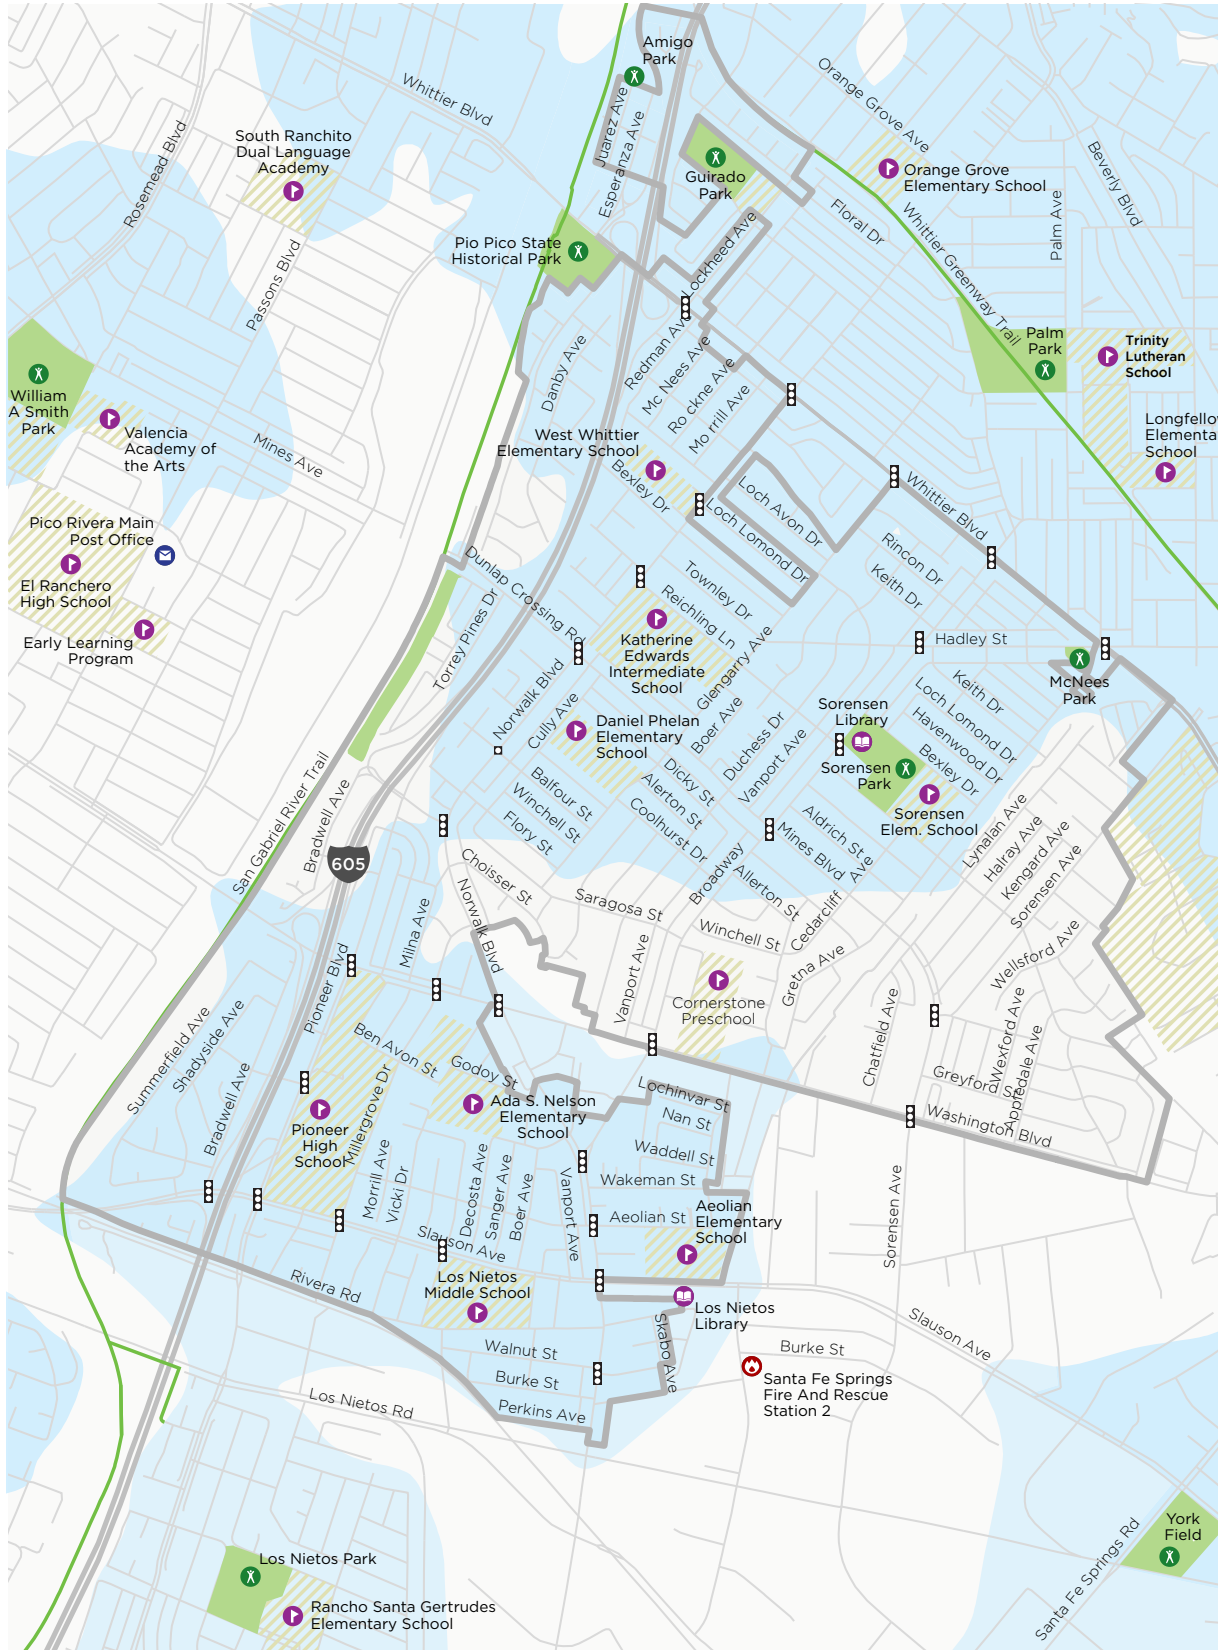 Amigo
Park
Whittier Blvd
Orange Grove Ave
Juarez Ave
Esperanza Ave
Rosemead Blvd
South Ranchito
Dual Language
Academy
Guirado
Park
Orange Grove
Elementary School
Beverly Blvd
Palm Ave
Floral Dr
Whittier Greenway Trail
Pio Pico State
Historical Park
Passons Blvd
Lockheed Ave
Redman Ave
Mc Nees Ave
Ro ckne Ave
Mo rrill Ave
Danby Ave
Palm
Park
Trinity
Lutheran
School
William
A Smith
Park
Valencia
Academy of
the Arts
Mines Ave
West Whittier
Elementary School
Bexley Dr
Loch Avon Dr
Loch Lomond Dr
Whittier Blvd
Longfellow
Elementa
School
Pico Rivera Main
Post Office
El Ranchero
High School
Early Learning
Program
Dunlap Crossing Rd
Torrey Pines Dr
Townley Dr
Reichling Ln
Rincon Dr
Keith Dr
Hadley St
Katherine
Edwards
Intermediate
School
Glengarry Ave
McNees
Park
Norwalk Blvd
Cully Ave
Daniel Phelan
Elementary
School
Boer Ave
Duchess Dr
Vanport Ave
Sorensen
Library
Sorensen
Park
Sorensen
Elem. School
Keith Dr
Loch Lomond Dr
Havenwood Dr
Bexley Dr
Dicky St
Alerton St
Coolhurst Dr
Balfour St
Winchell St
Flory St
Aldrich St
Mines Blvd
Broadway
Allerton St
Cedarcliff Ave
Lynalan Ave
Halray Ave
Kengard Ave
Sorensen Ave
San Gabriel River Trail
Bradwell Ave
605
Choisser St
Norwalk Blvd
Saragosa St
Winchell St
Milna Ave
Pioneer Blvd
Vanport Ave
Gretna Ave
Wellsford Ave
Cornerstone
Preschool
Chatfield Ave
Wexford Ave
Appledale Ave
Greyford St
Washington Blvd
Summerfield Ave
Shadyside Ave
Bradwell Ave
Ben Avon St
Godoy St
Millergrove Dr
Ada S. Nelson
Elementary
School
Pioneer
High
School
Lochinvar St
Nan St
Waddell St
Wakeman St
Aeolian St
Aeolian
Elementary
School
Morrill Ave
Vicki Dr
Decosta Ave
Sanger Ave
Boer Ave
Vanport Ave
Sorensen Ave
Slauson Ave
Rivera Rd
Los Nietos
Middle School
Los Nietos
Library
Skabo Ave
Slauson Ave
Walnut St
Burke St
Perkins Ave
Burke St
Santa Fe Springs
Fire And Rescue
Station 2
Los Nietos Rd
York
Field
Santa Fe Springs Rd
Los Nietos Park
Rancho Santa Gertrudes
Elementary School